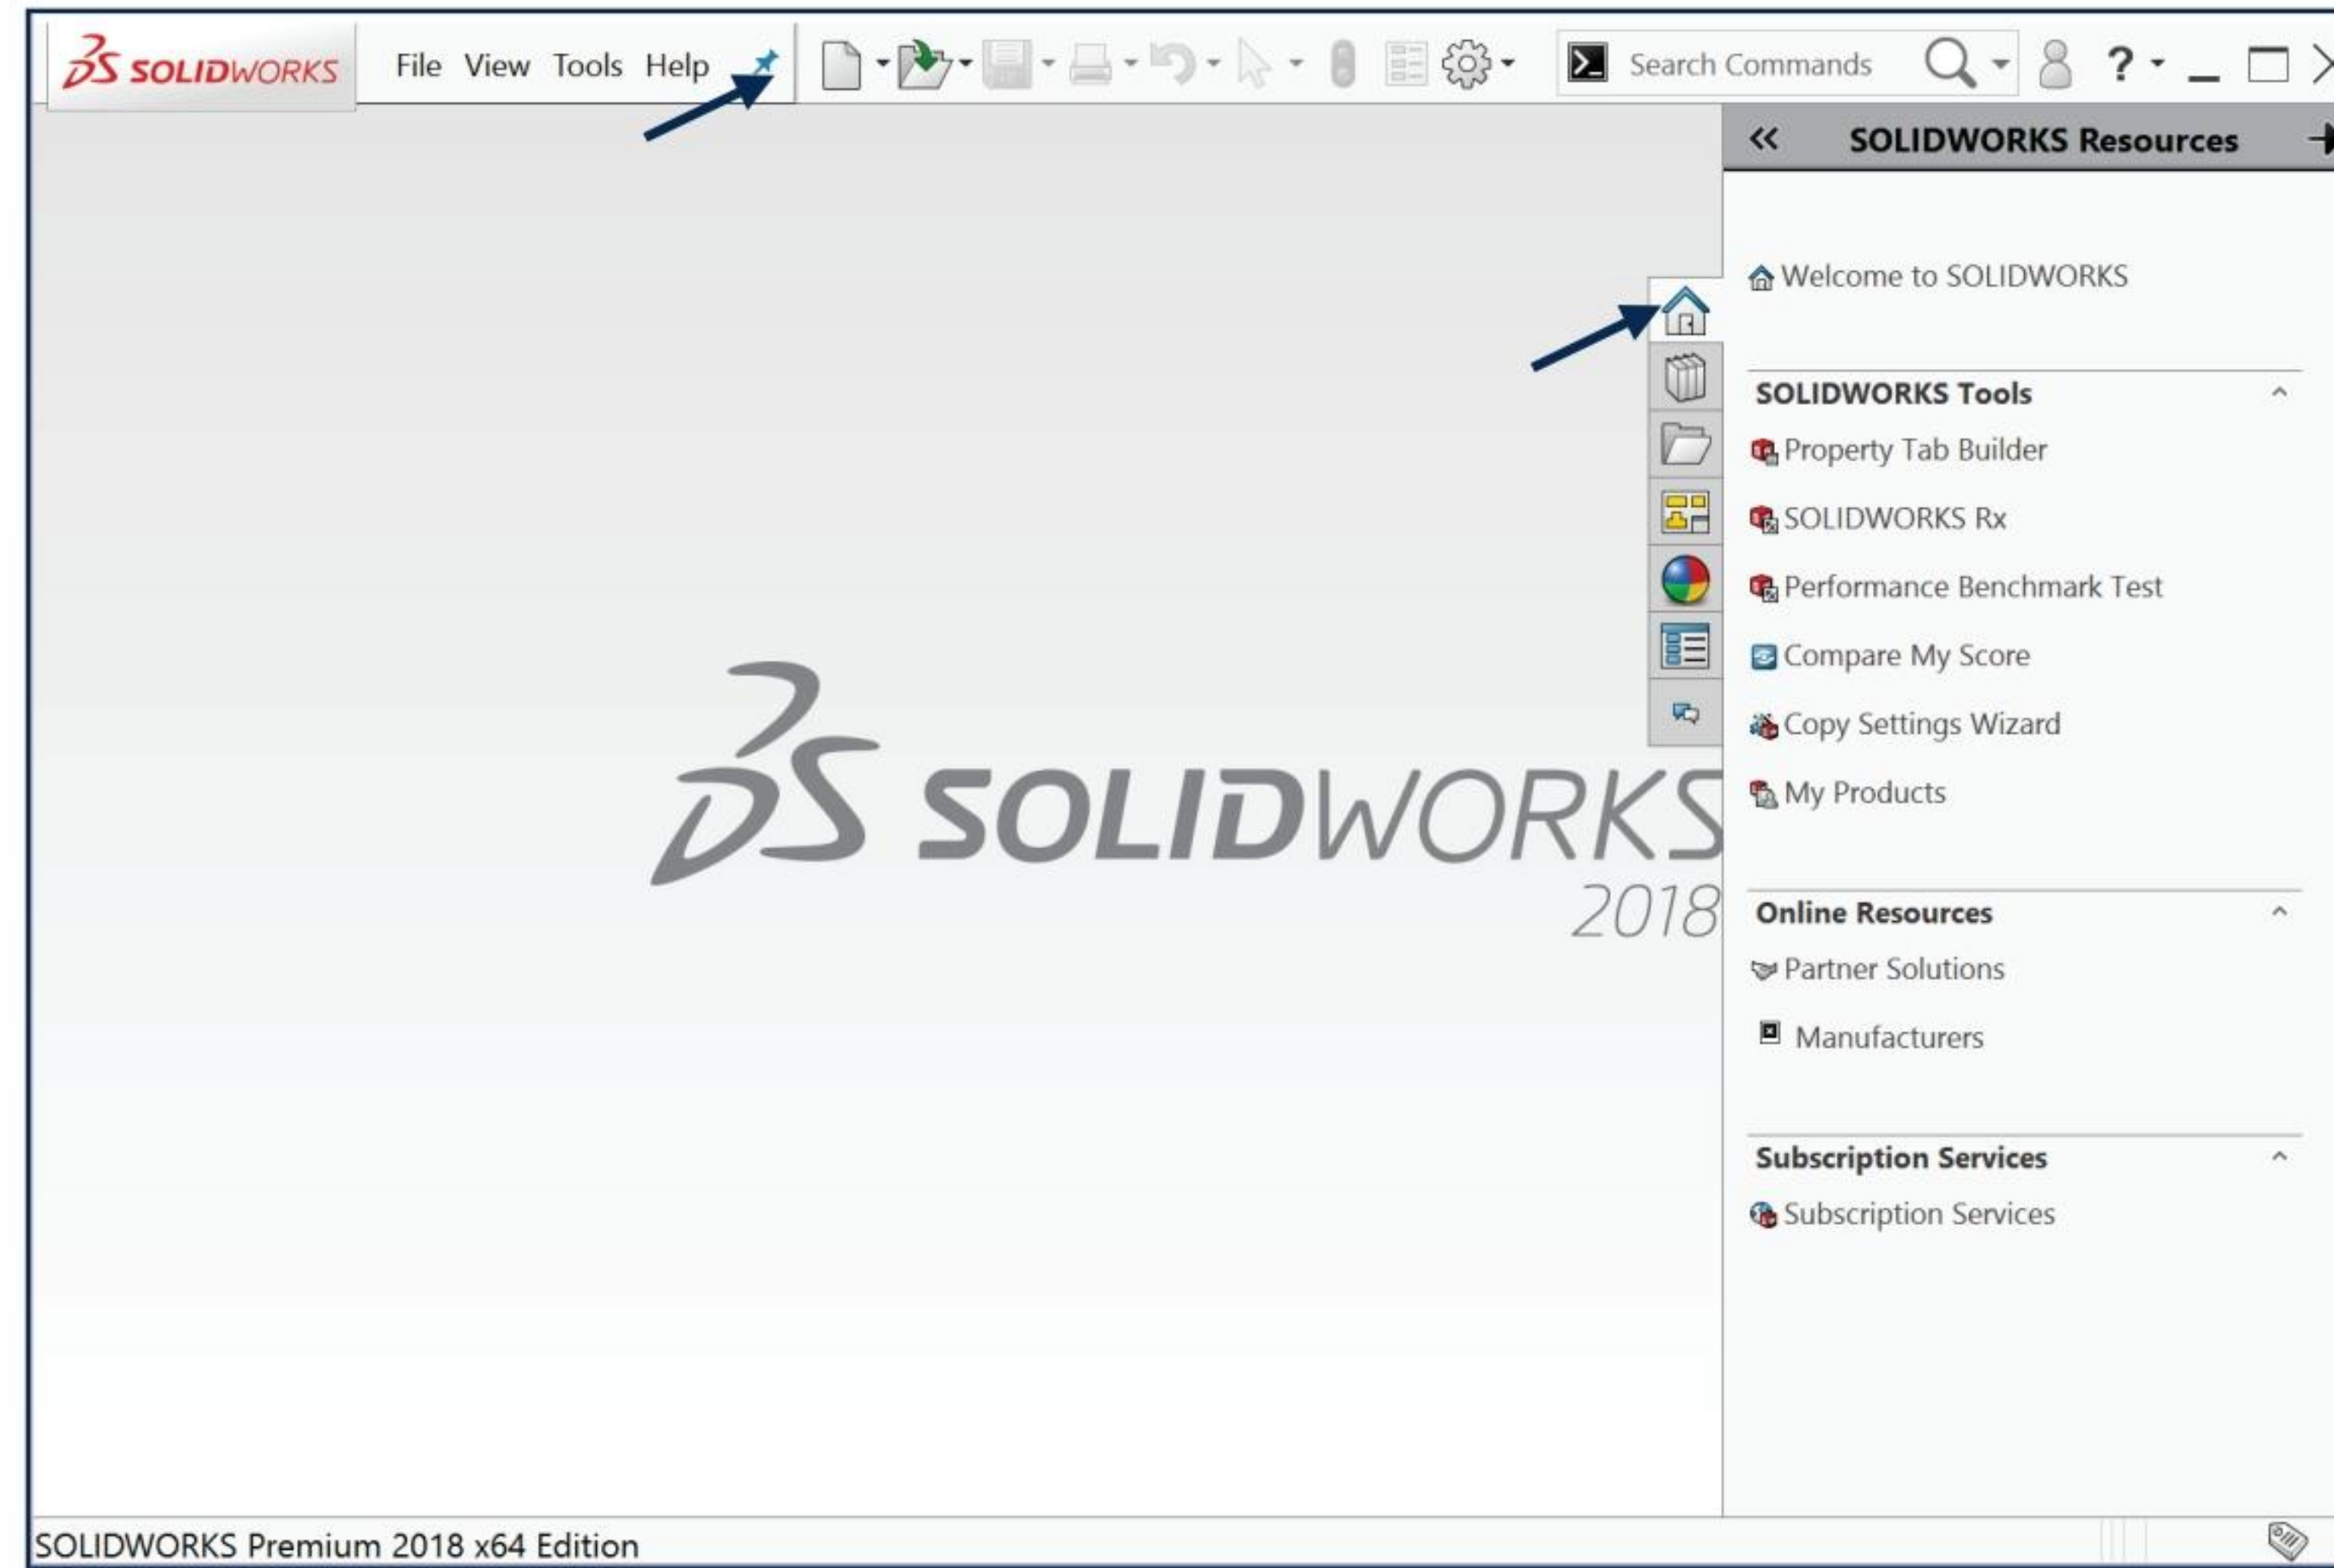 SOLIDWORKS File View Tools Help Search Commands ?
SOLIDWORKS Resources
Welcome to SOLIDWORKS
SOLIDWORKS Tools
Property Tab Builder
SOLIDWORKS Rx
Performance Benchmark Test
Compare My Score
Copy Settings Wizard
My Products
SOLIDWORKS
2018
Online Resources
Partner Solutions
Manufacturers
Subscription Services
Subscription Services
SOLIDWORKS Premium 2018 x64 Edition